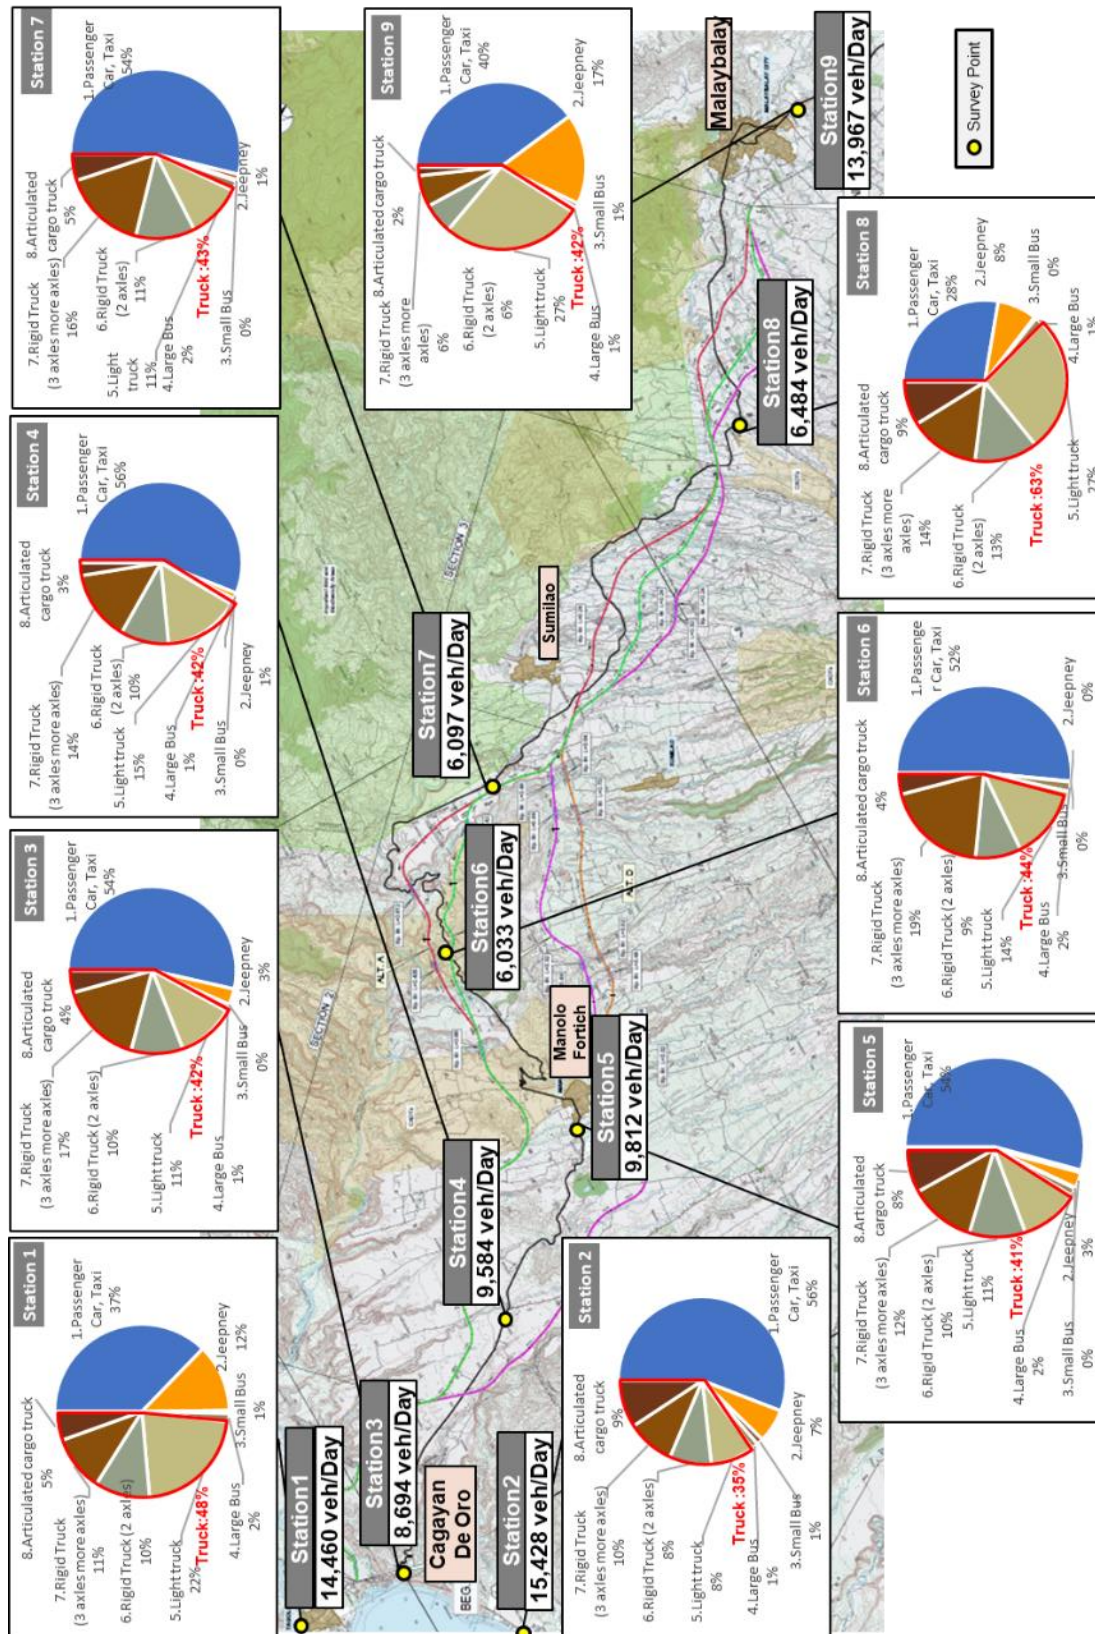 Station 1
1.Passenger
Car, Taxi
37%
2.Jeepney
12%
3.Small Bus
1%
4.Large Bus
2%
5.Light truck
22%
6.Rigid Truck (2 axles)
10%
7.Rigid Truck
(3 axles more axles)
11%
8.Articulated cargo truck
5%
Truck:48%
Station 3
1.Passenger
Car, Taxi
54%
2.Jeepney
3%
3.Small Bus
0%
4.Large Bus
1%
5.Light truck
11%
6.Rigid Truck (2 axles)
10%
7.Rigid Truck
(3 axles more axles)
17%
8.Articulated
cargo truck
4%
Truck :42%
Station 4
1.Passenger
Car, Taxi
56%
2.Jeepney
1%
3.Small Bus
0%
4.Large Bus
1%
5.Light truck
15%
6.Rigid Truck
(2 axles)
10%
7.Rigid Truck
(3 axles more axles)
14%
8.Articulated
cargo truck
3%
Truck :42%
Station 7
1.Passenger
Car, Taxi
54%
2.Jeepney
1%
3.Small Bus
0%
4.Large Bus
2%
5.Light
truck
11%
6.Rigid Truck
(2 axles)
11%
7.Rigid Truck
(3 axles more axles)
16%
8.Articulated
cargo truck
5%
Truck :43%
Station 9
1.Passenger
Car, Taxi
40%
2.Jeepney
17%
3.Small Bus
1%
4.Large Bus
1%
5.Light truck
27%
6.Rigid Truck
(2 axles)
6%
7.Rigid Truck
(3 axles more
axles)
6%
8.Articulated cargo truck
2%
Truck :42%
Station1
14,460 veh/Day
Station3
8,694 veh/Day
Cagayan
De Oro
BEG.
Station2
15,428 veh/Day
Station4
9,584 veh/Day
Station5
9,812 veh/Day
Manolo
Fortich
Station6
6,033 veh/Day
Station7
6,097 veh/Day
Sumilao
Station8
6,484 veh/Day
Malaybalay
Station9
13,967 veh/Day
SECTION 2
SECTION 3
ALT. A
ALT. D
Station 2
1.Passenger
Car, Taxi
56%
2.Jeepney
7%
3.Small Bus
1%
4.Large Bus
1%
5.Light truck
8%
6.Rigid Truck (2 axles)
8%
7.Rigid Truck
(3 axles more axles)
10%
8.Articulated
cargo truck
9%
Truck :35%
Station 5
1.Passenger
Car, Taxi
54%
2.Jeepney
3%
3.Small Bus
0%
4.Large Bus
2%
5.Light truck
11%
6.Rigid Truck (2 axles)
10%
7.Rigid Truck
(3 axles more axles)
12%
8.Articulated
cargo truck
8%
Truck :41%
Station 6
1.Passenge
r Car, Taxi
52%
2.Jeepney
0%
3.Small Bus
0%
4.Large Bus
2%
5.Light truck
14%
6.Rigid Truck (2 axles)
9%
7.Rigid Truck
(3 axles more axles)
19%
8.Articulated cargo truck
4%
Truck :44%
Station 8
1.Passenger
Car, Taxi
28%
2.Jeepney
8%
3.Small Bus
0%
4.Large Bus
1%
5.Light truck
27%
6.Rigid Truck
(2 axles)
13%
7.Rigid Truck
(3 axles more
axles)
14%
8.Articulated
cargo truck
9%
Truck :63%
Survey Point